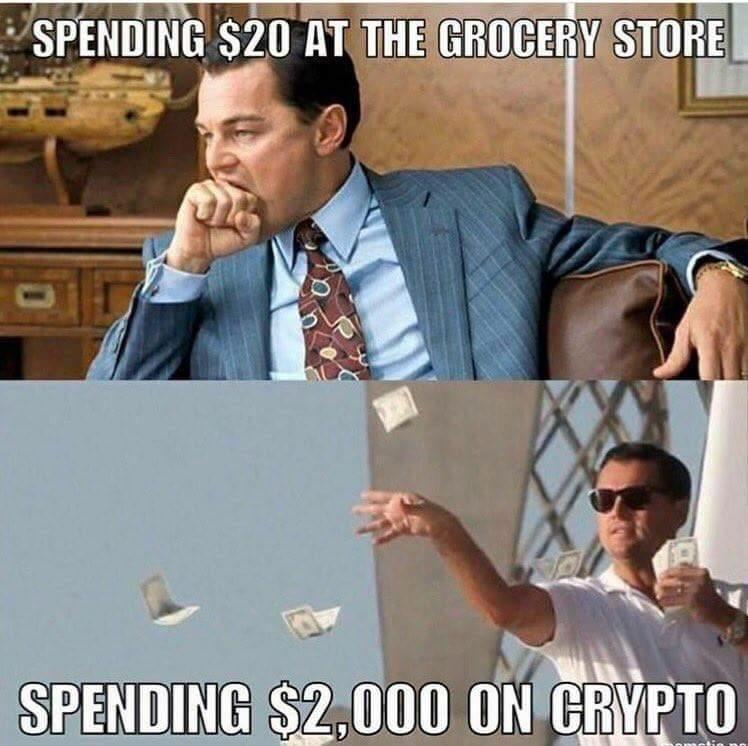 SPENDING $20 AT THE GROCERY STORE
SPENDING $2,000 ON CRYPTO